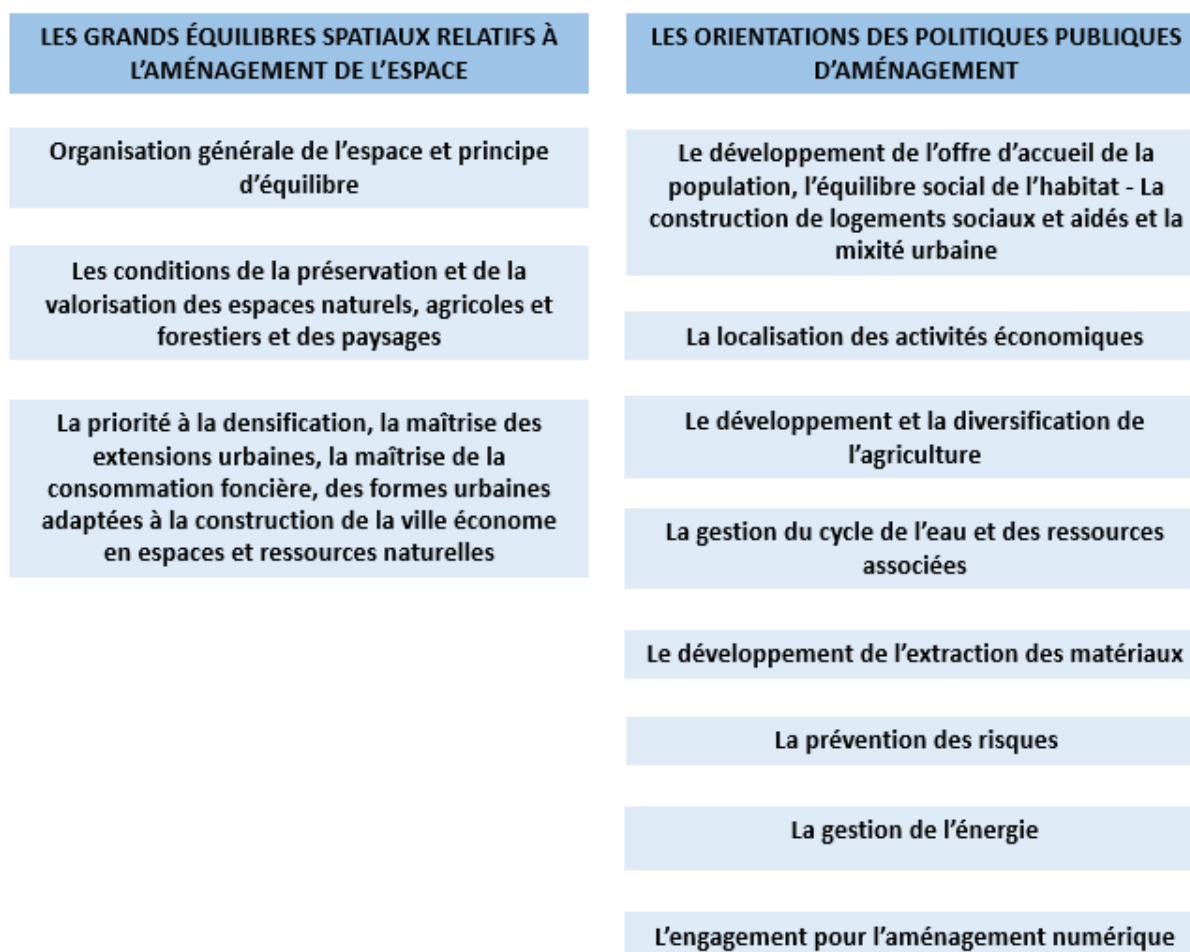 LES GRANDS ÉQUILIBRES SPATIAUX RELATIFS À
L'AMÉNAGEMENT DE L'ESPACE
Organisation générale de l'espace et principe
d'équilibre
Les conditions de la préservation et de la
valorisation des espaces naturels, agricoles et
forestiers et des paysages
La priorité à la densification, la maîtrise des
extensions urbaines, la maîtrise de la
consommation foncière, des formes urbaines
adaptées à la construction de la ville économe
en espaces et ressources naturelles
LES ORIENTATIONS DES POLITIQUES PUBLIQUES
D'AMÉNAGEMENT
Le développement de l'offre d'accueil de la
population, l'équilibre social de l'habitat - La
construction de logements sociaux et aidés et la
mixité urbaine
La localisation des activités économiques
Le développement et la diversification de
l'agriculture
La gestion du cycle de l'eau et des ressources
associées
Le développement de l'extraction des matériaux
La prévention des risques
La gestion de l'énergie
L'engagement pour l'aménagement numérique